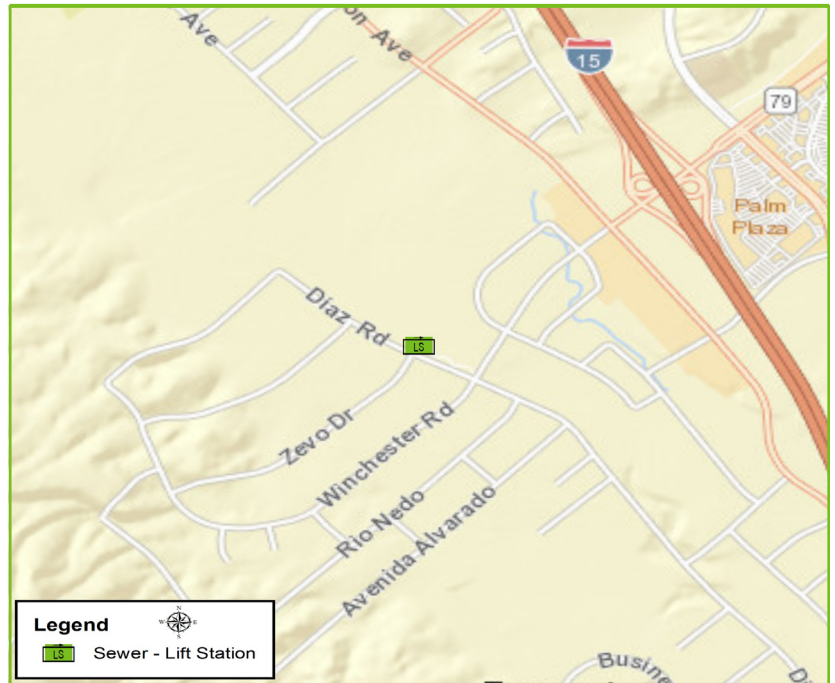 Ave
on Ave
15
79
Palm
Plaza
Diaz Rd
LS
Zevo Dr
Winchester Rd
Rio Nedo
Avenida Alvarado
Legend
N
W E
S
LS Sewer - Lift Station
Busine
Di